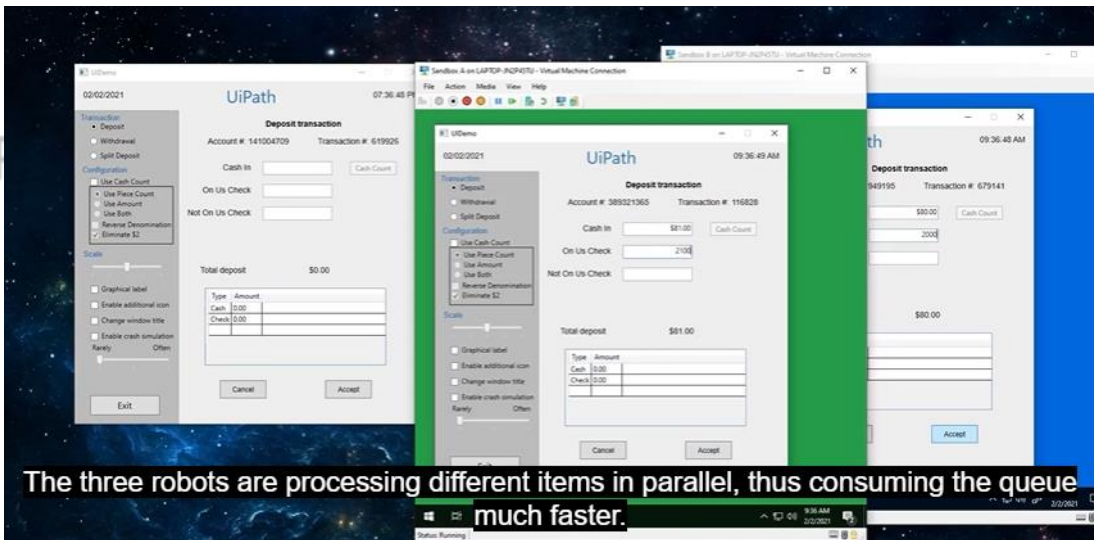 Sandbox B on LAPTOP-JN2P45TU - Virtual Machine Connection
UiDemo
02/02/2021
UiPath
07:36:48 PM
Transaction
Deposit
Withdrawal
Split Deposit
Configuration
Use Cash Count
Use Piece Count
Use Amount
Use Both
Reverse Denomination
Eliminate $2
Scale
Graphical label
Enable additional icon
Change window title
Enable crash simulation
Rarely Often
Exit
Deposit transaction
Account #: 141004709 Transaction #: 619926
Cash In Cash Count
On Us Check
Not On Us Check
Total deposit $0.00
Type Amount
Cash 0.00
Check 0.00
Cancel Accept
Sandbox A on LAPTOP-JN2P45TU - Virtual Machine Connection
File Action Media View Help
UiDemo
02/02/2021
UiPath
09:36:49 AM
Transaction
Deposit
Withdrawal
Split Deposit
Configuration
Use Cash Count
Use Piece Count
Use Amount
Use Both
Reverse Denomination
Eliminate $2
Scale
Graphical label
Enable additional icon
Change window title
Enable crash simulation
Rarely Often
Deposit transaction
Account #: 389321365 Transaction #: 116828
Cash In $81.00 Cash Count
On Us Check 2100
Not On Us Check
Total deposit $81.00
Type Amount
Cash 0.00
Check 0.00
Cancel Accept
9:36 AM
2/2/2021
Status: Running
th
09:36:48 AM
Deposit transaction
949195 Transaction #: 679141
$80.00 Cash Count
2000
$80.00
Accept
2/2/2021
The three robots are processing different items in parallel, thus consuming the queue
much faster.